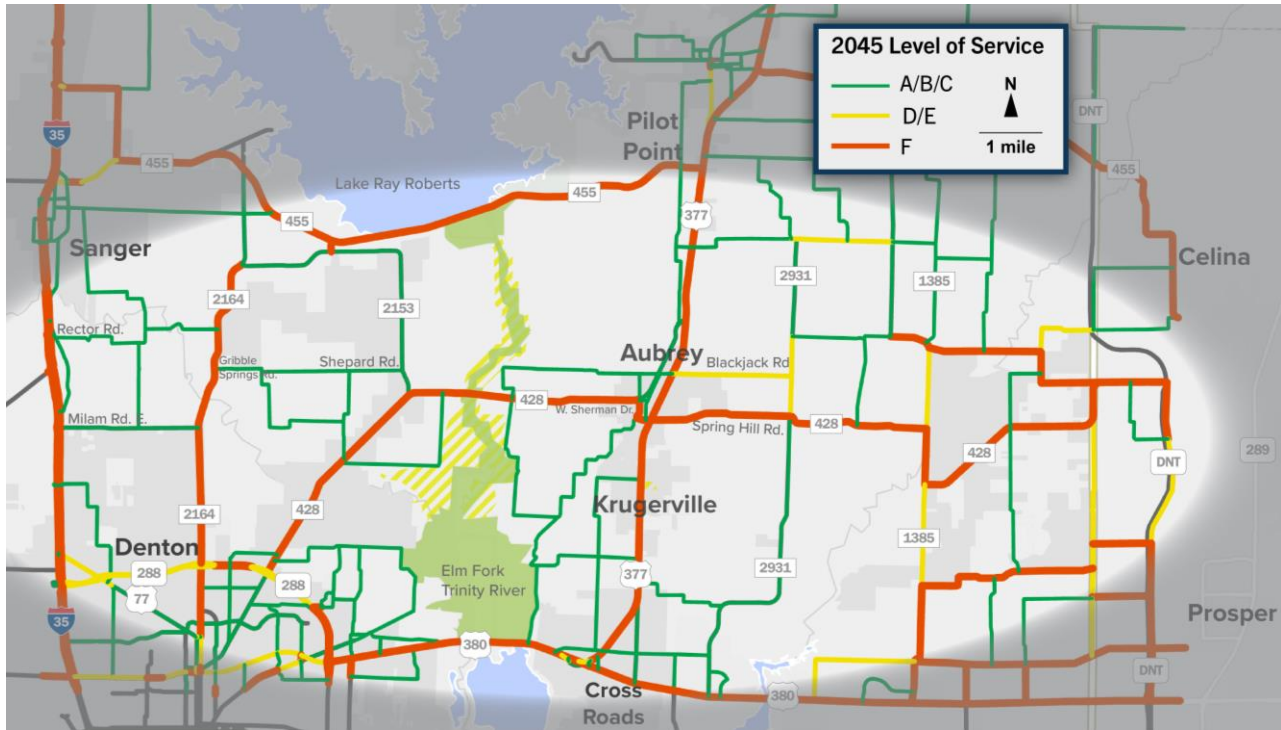 2045 Level of Service
A/B/C
D/E
F
N
1 mile
35
455
Lake Ray Roberts
Pilot
Point
455
455
377
DNT
455
Sanger
Celina
2164
2153
2931
1385
Rector Rd.
Gribble
Springs Rd.
Shepard Rd.
Aubrey
Blackjack Rd
Milam Rd. E.
428
W. Sherman Dr.
Spring Hill Rd.
428
428
289
DNT
2164
428
Krugerville
Denton
288
288
77
Elm Fork
Trinity River
377
2931
1385
35
380
Prosper
Cross
Roads
380
DNT